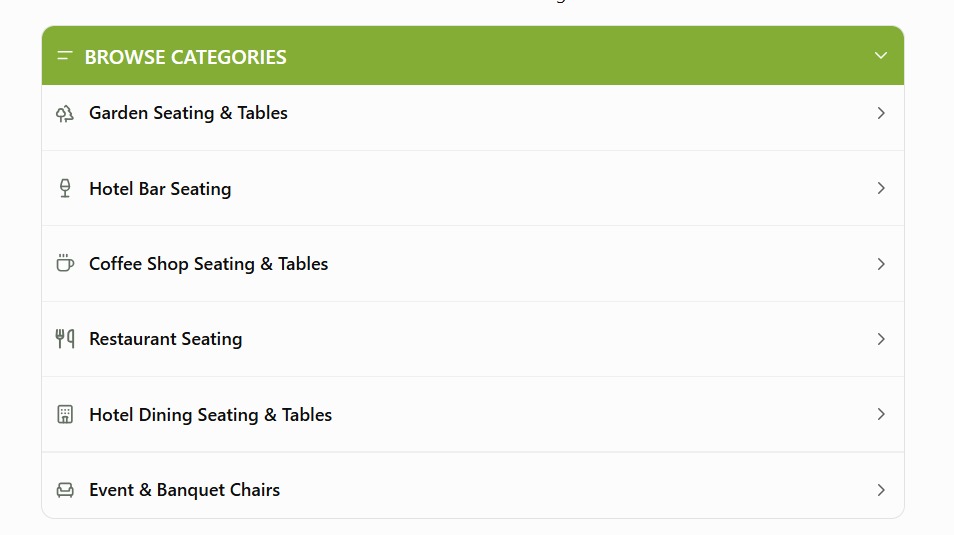 BROWSE CATEGORIES
Garden Seating & Tables
Hotel Bar Seating
Coffee Shop Seating & Tables
Restaurant Seating
Hotel Dining Seating & Tables
Event & Banquet Chairs